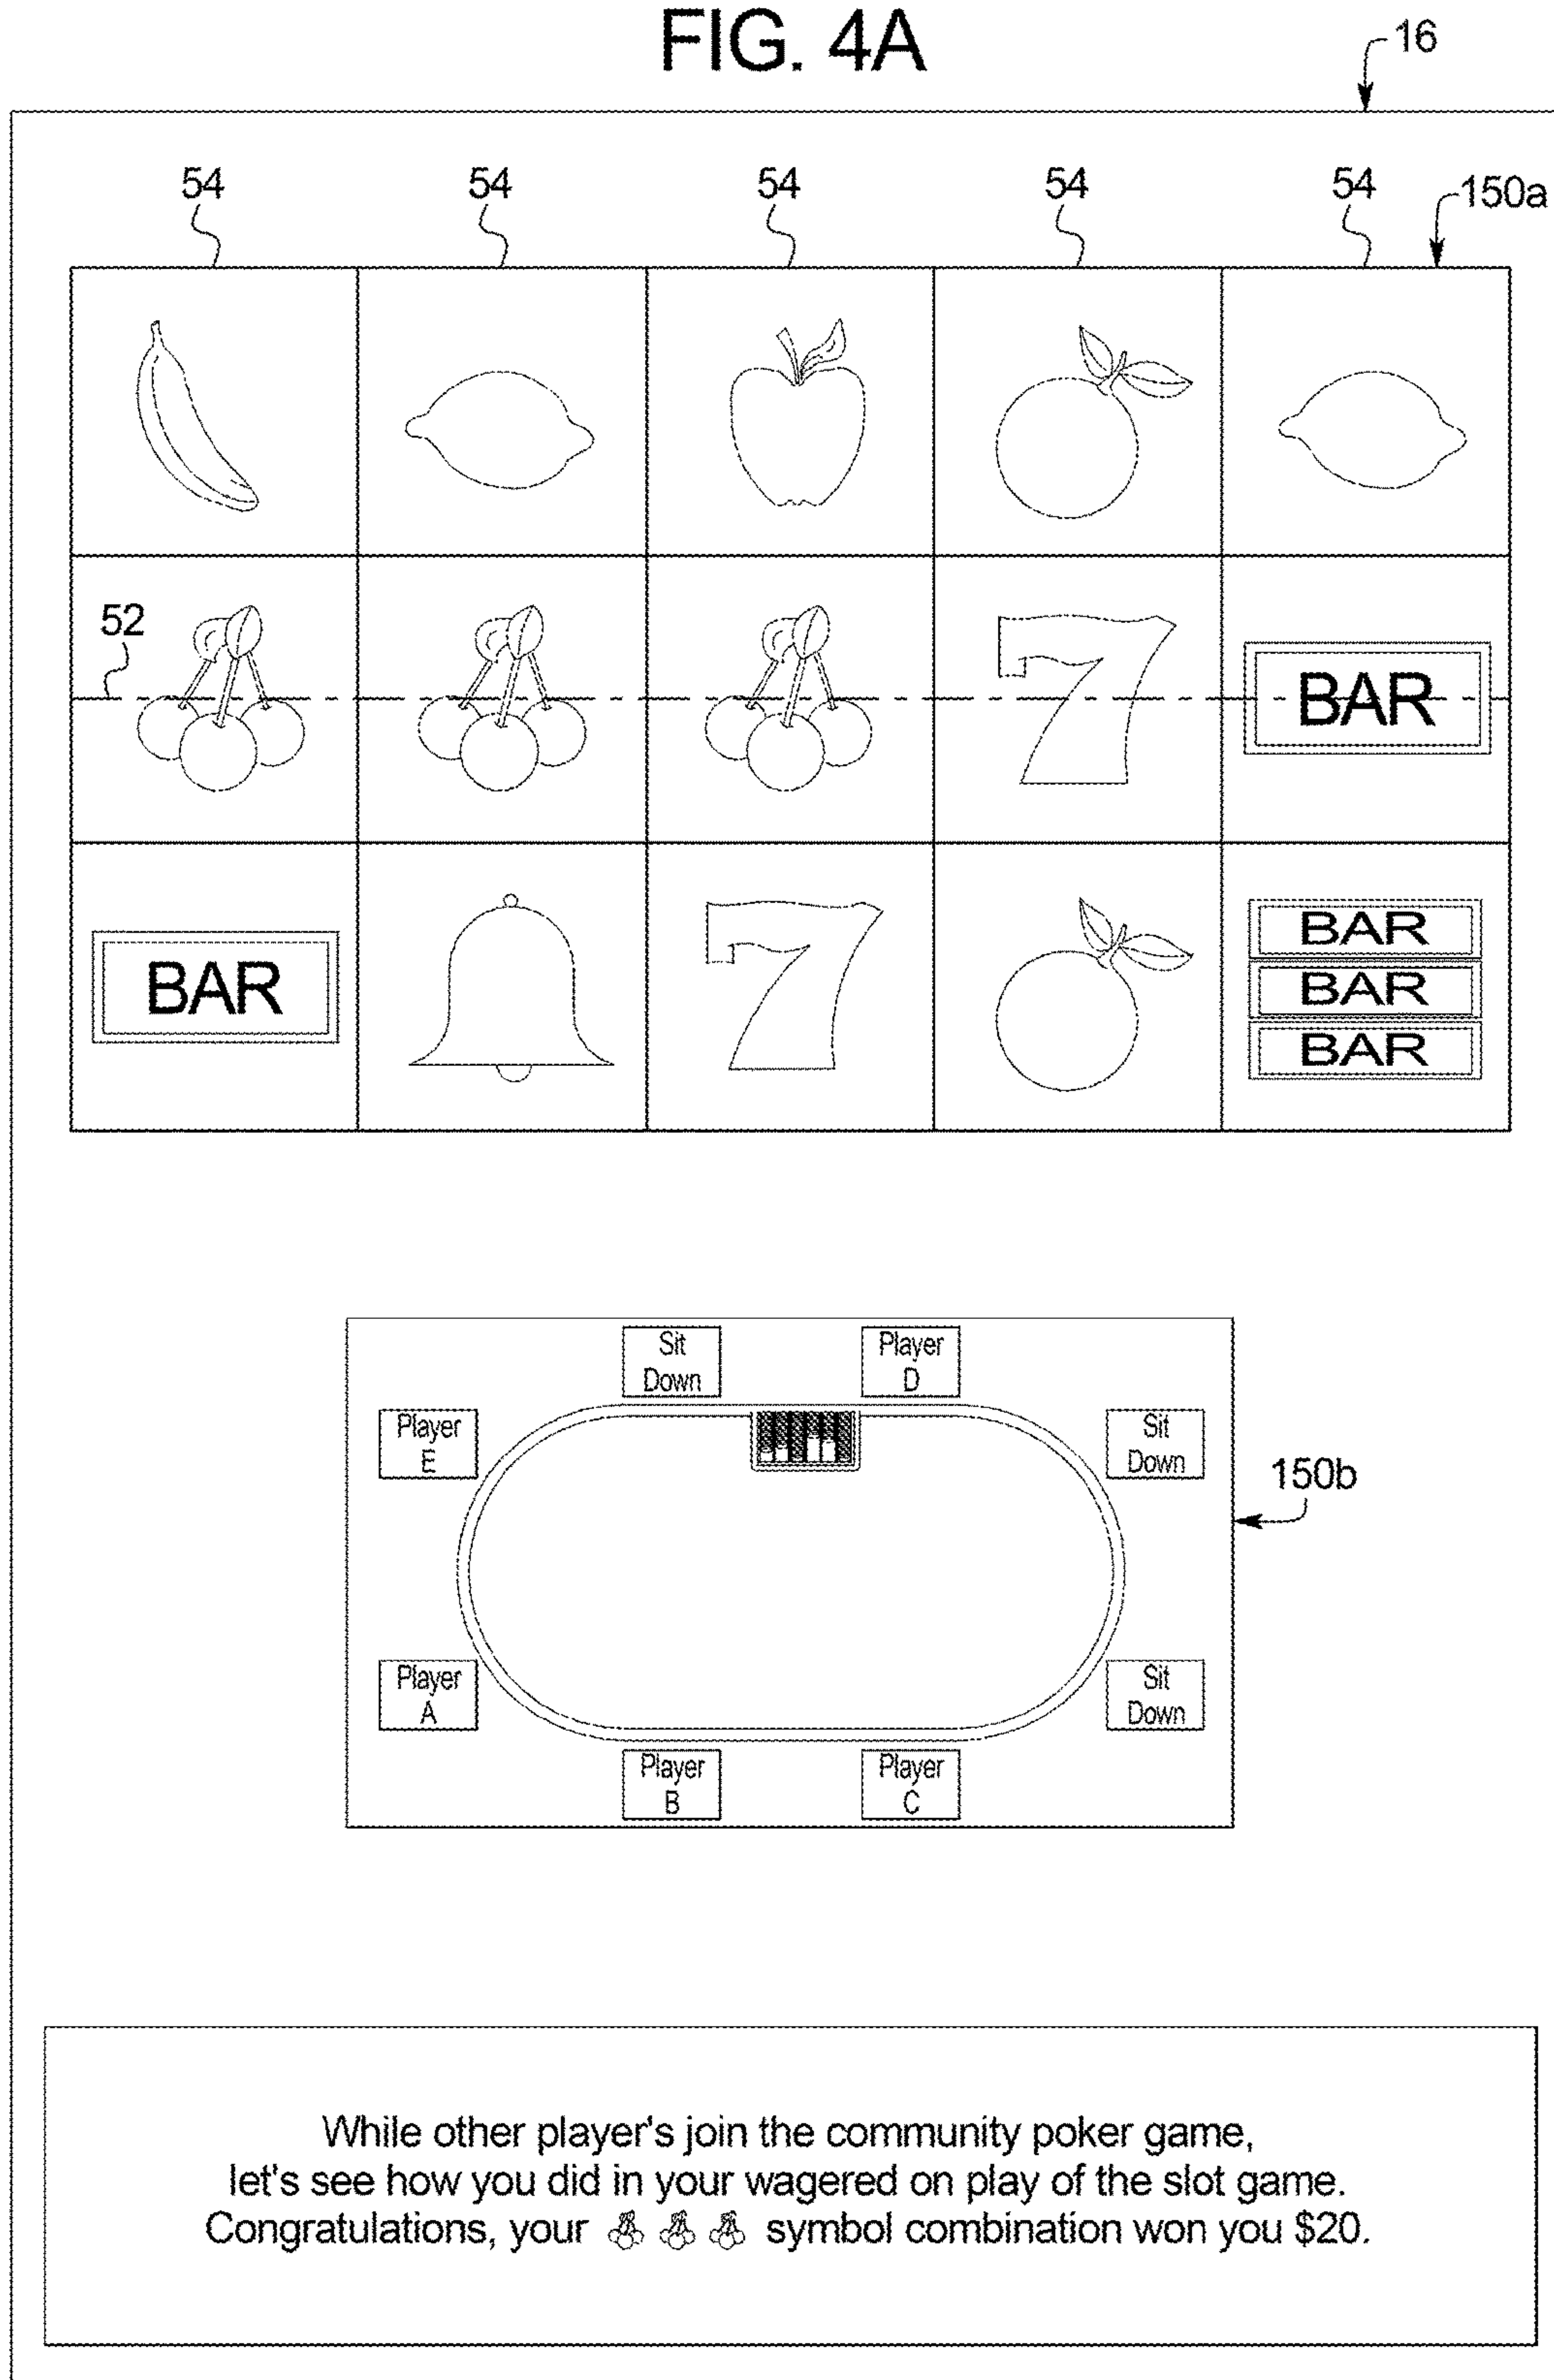 FIG. 4A
16
54 54 54 54 54 150a
52
BAR
BAR
BAR
BAR
BAR
Sit
Down
Player
D
Player
E
Sit
Down
150b
Player
A
Sit
Down
Player
B
Player
C
While other player's join the community poker game,
let's see how you did in your wagered on play of the slot game.
Congratulations, your symbol combination won you $20.